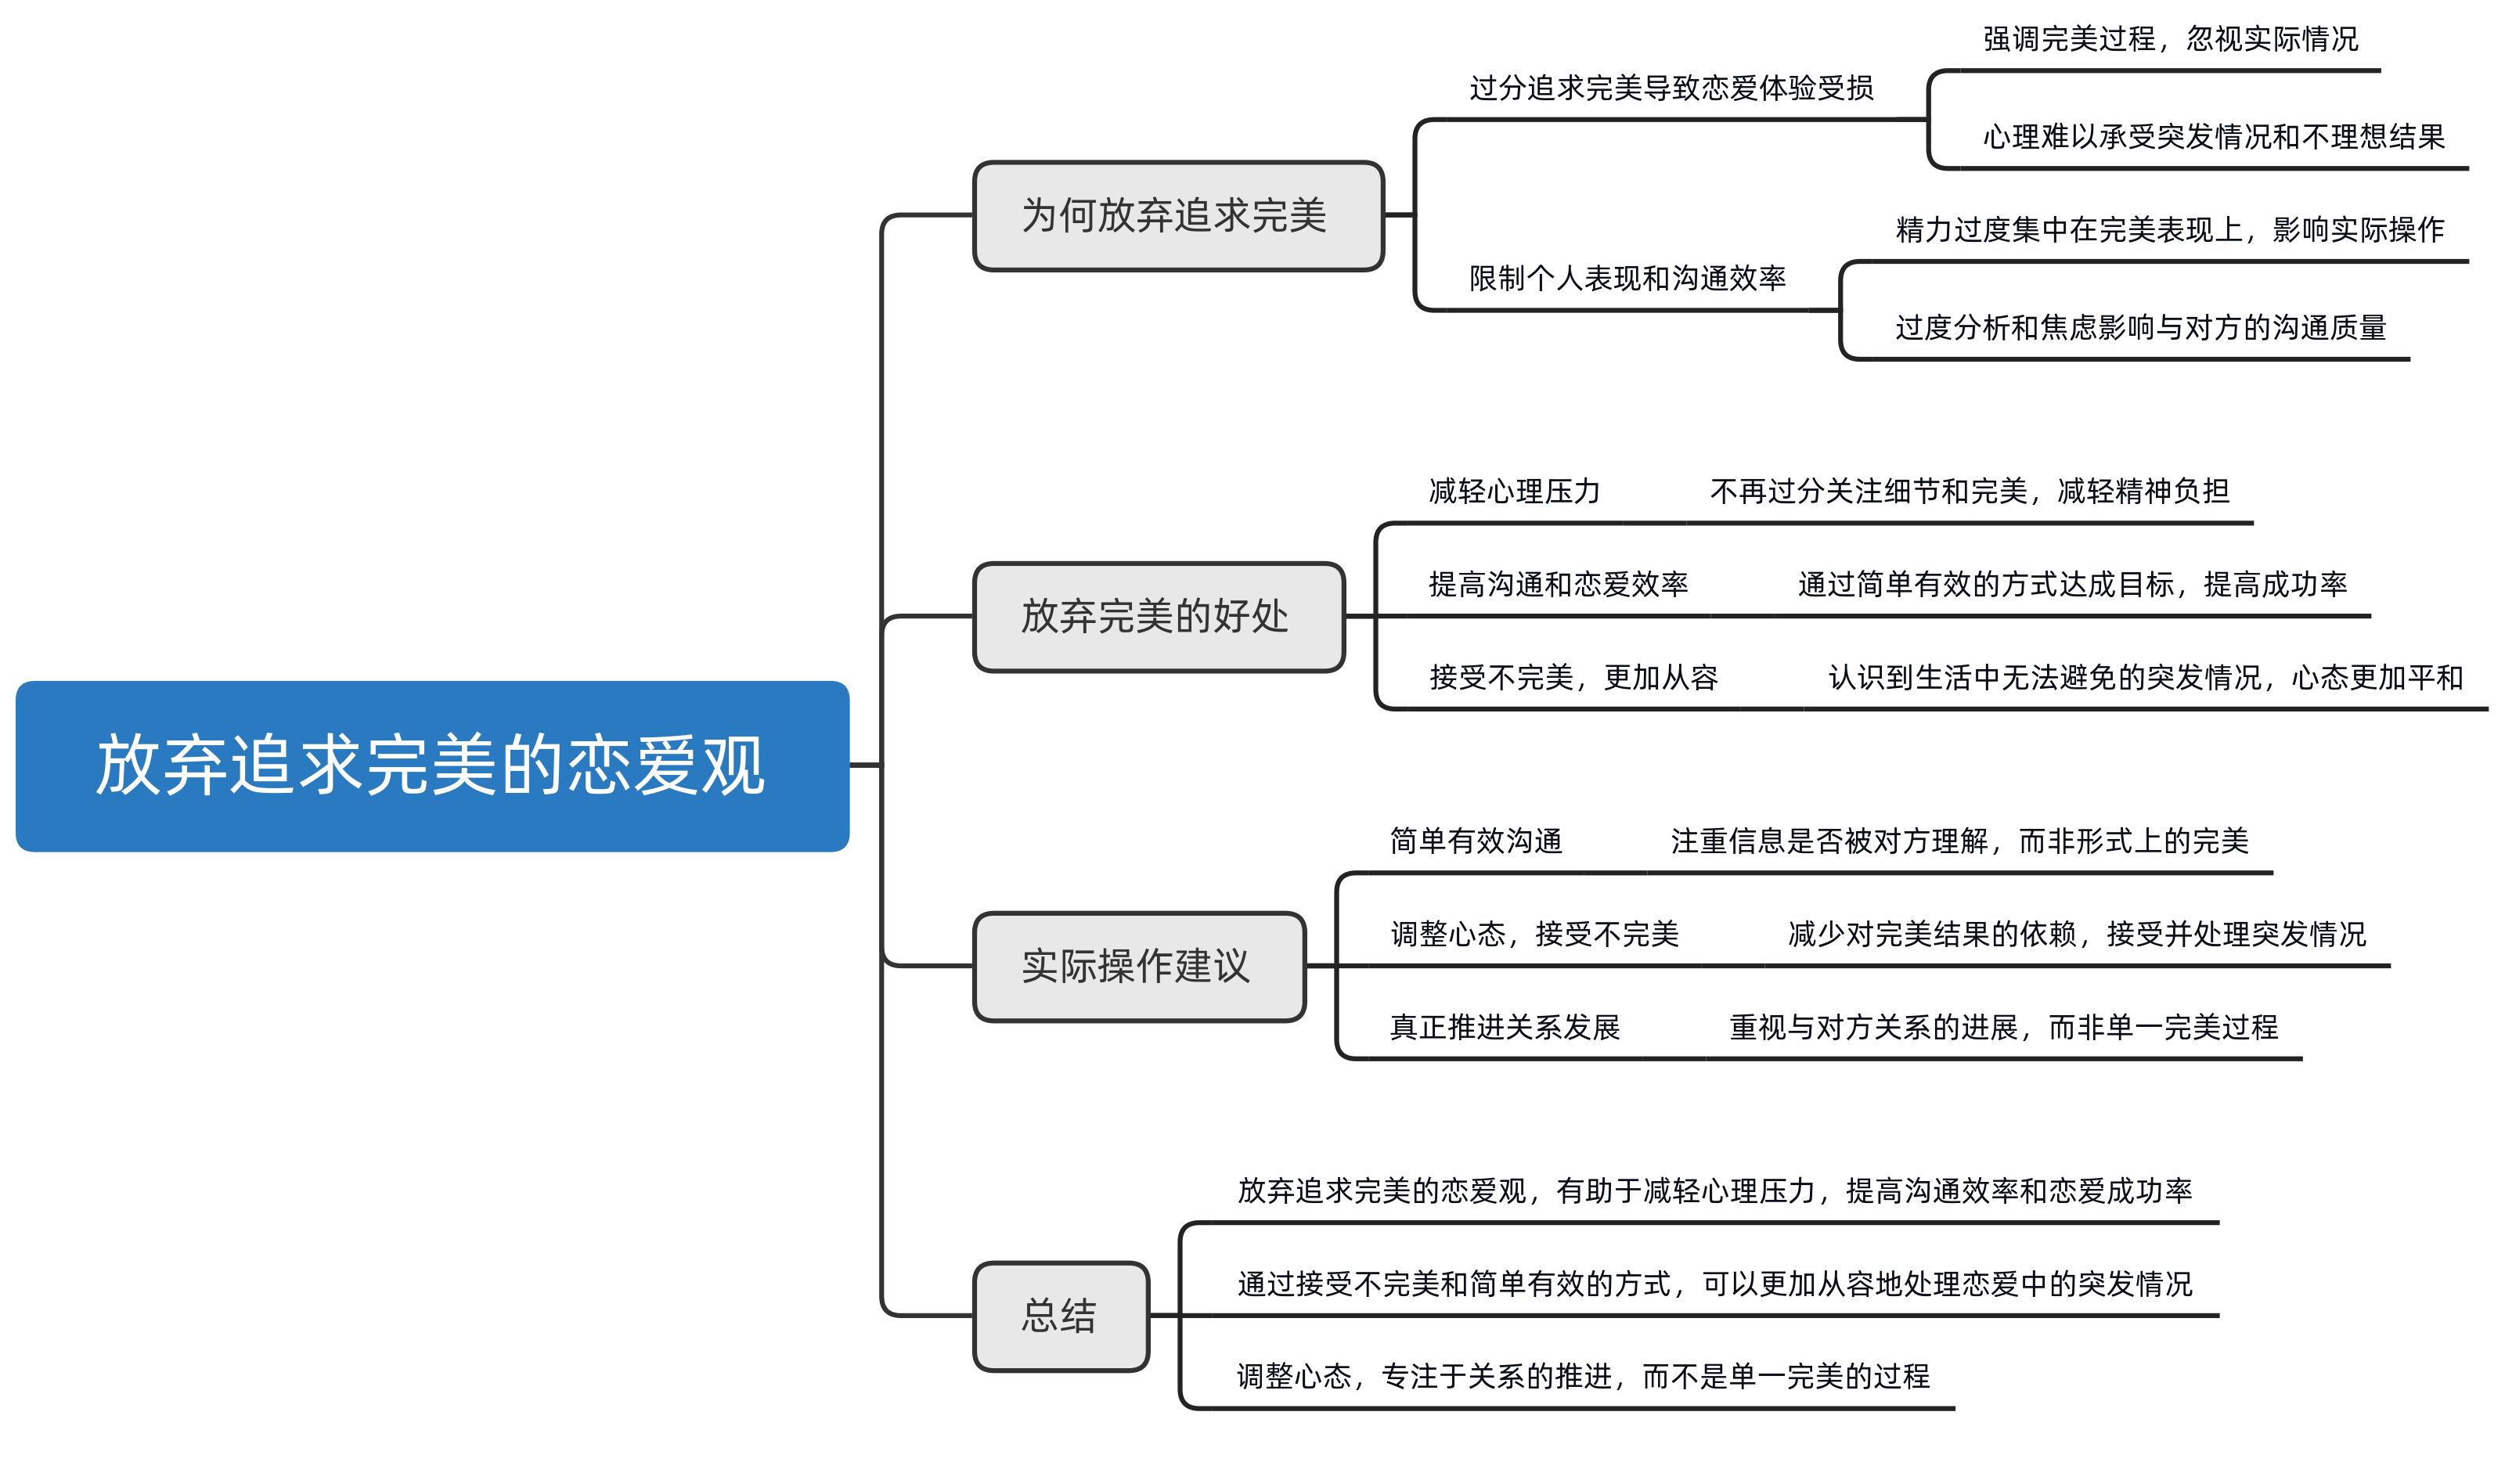 放弃追求完美的恋爱观
为何放弃追求完美
过分追求完美导致恋爱体验受损
强调完美过程，忽视实际情况
心理难以承受突发情况和不理想结果
限制个人表现和沟通效率
精力过度集中在完美表现上，影响实际操作
过度分析和焦虑影响与对方的沟通质量
放弃完美的好处
减轻心理压力
不再过分关注细节和完美，减轻精神负担
提高沟通和恋爱效率
通过简单有效的方式达成目标，提高成功率
接受不完美，更加从容
认识到生活中无法避免的突发情况，心态更加平和
实际操作建议
简单有效沟通
注重信息是否被对方理解，而非形式上的完美
调整心态，接受不完美
减少对完美结果的依赖，接受并处理突发情况
真正推进关系发展
重视与对方关系的进展，而非单一完美过程
总结
放弃追求完美的恋爱观，有助于减轻心理压力，提高沟通效率和恋爱成功率
通过接受不完美和简单有效的方式，可以更加从容地处理恋爱中的突发情况
调整心态，专注于关系的推进，而不是单一完美的过程